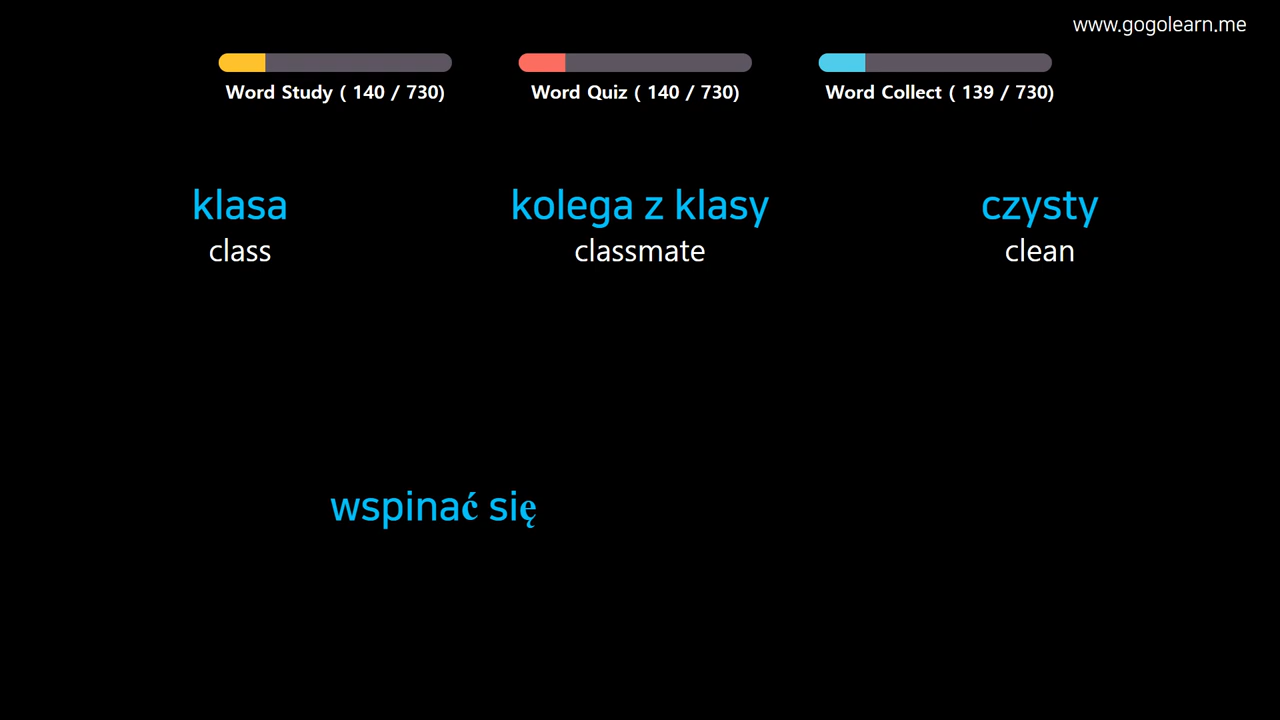 www.gogolearn.me
Word Study ( 140 / 730)
Word Quiz ( 140 / 730)
Word Collect ( 139 / 730)
klasa
class
kolega z klasy
classmate
czysty
clean
wspinać się